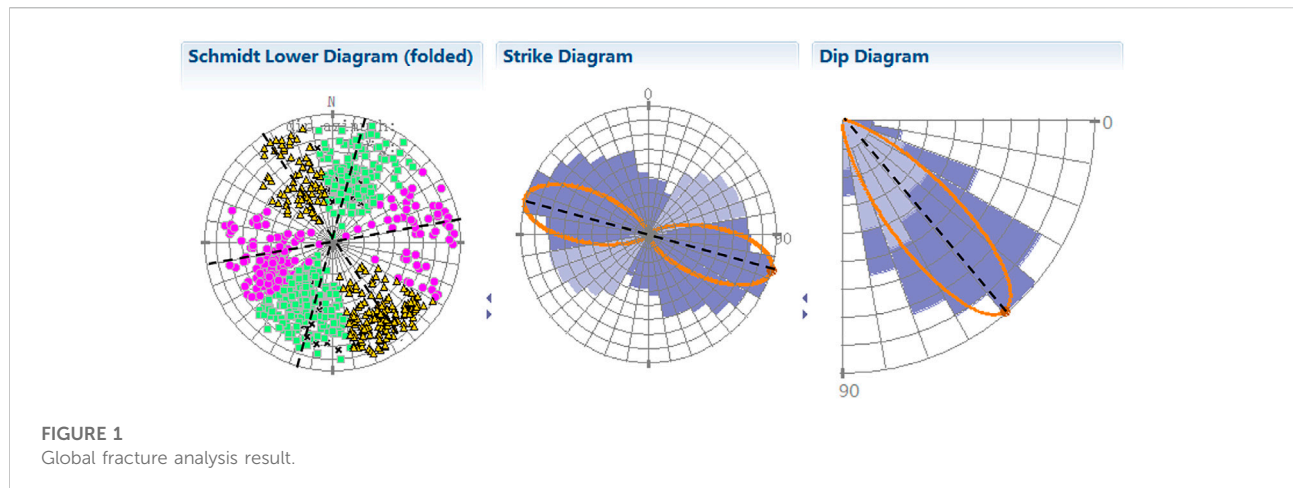 Schmidt Lower Diagram (folded)
Strike Diagram
Dip Diagram
N
0
90
0
90
FIGURE 1
Global fracture analysis result.